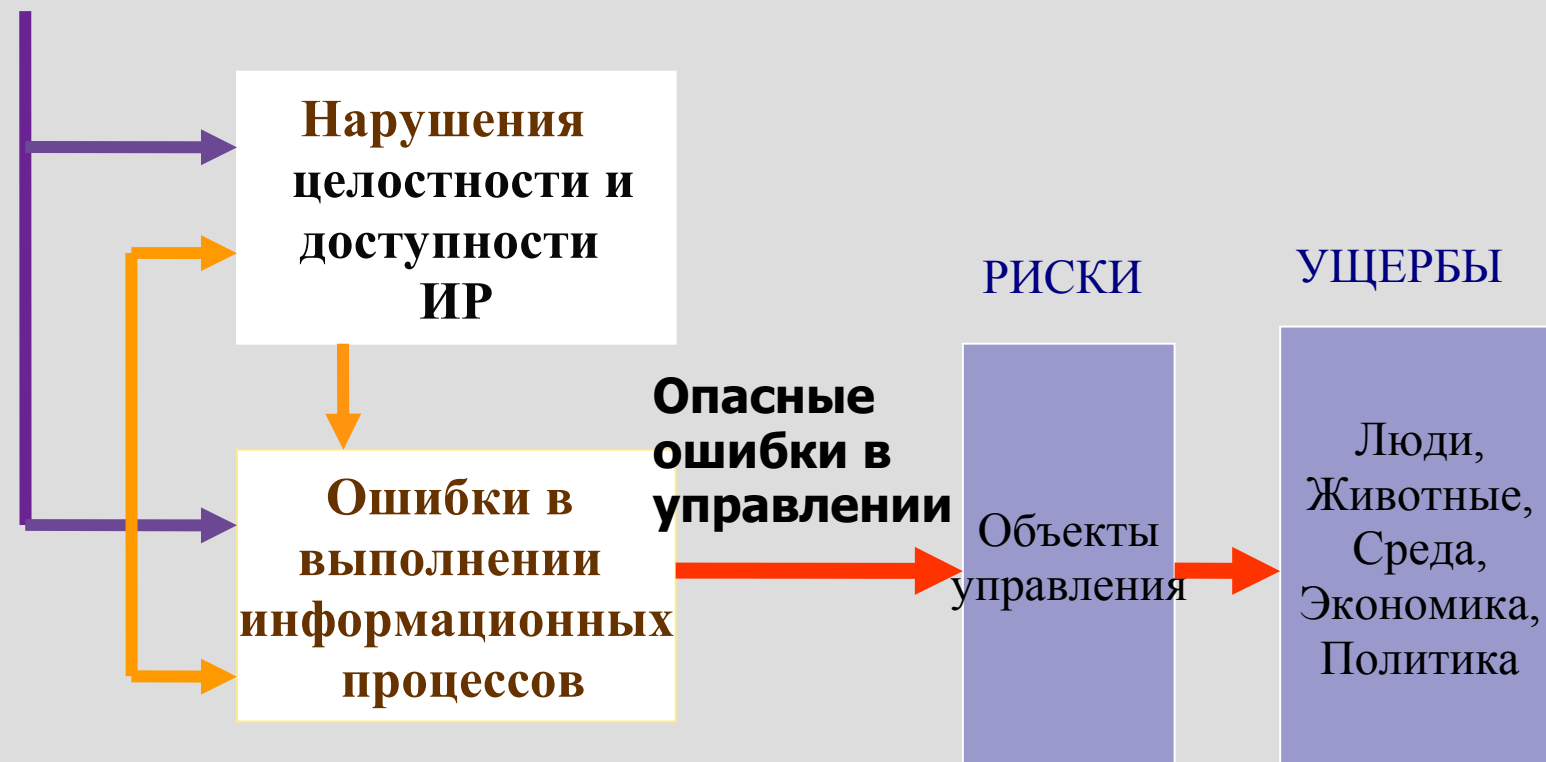 Нарушения
целостности и
доступности
ИР
Ошибки в
выполнении
информационных
процессов
Опасные
ошибки в
управлении
РИСКИ
Объекты
управления
УЩЕРБЫ
Люди,
Животные,
Среда,
Экономика,
Политика